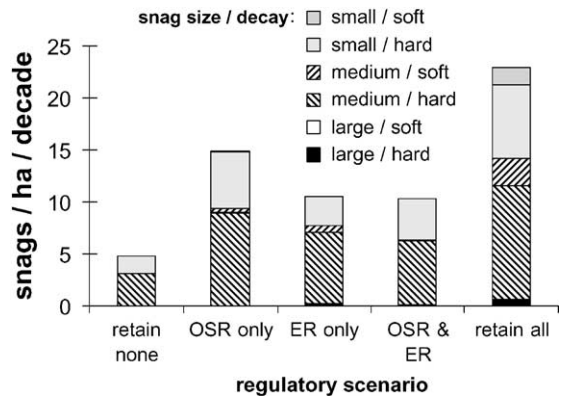 snag size / decay:
small / soft
small / hard
medium / soft
medium / hard
large / soft
large / hard
snags / ha / decade
25
20
15
10
5
0
retain none
OSR only
ER only
OSR & ER
retain all
regulatory scenario